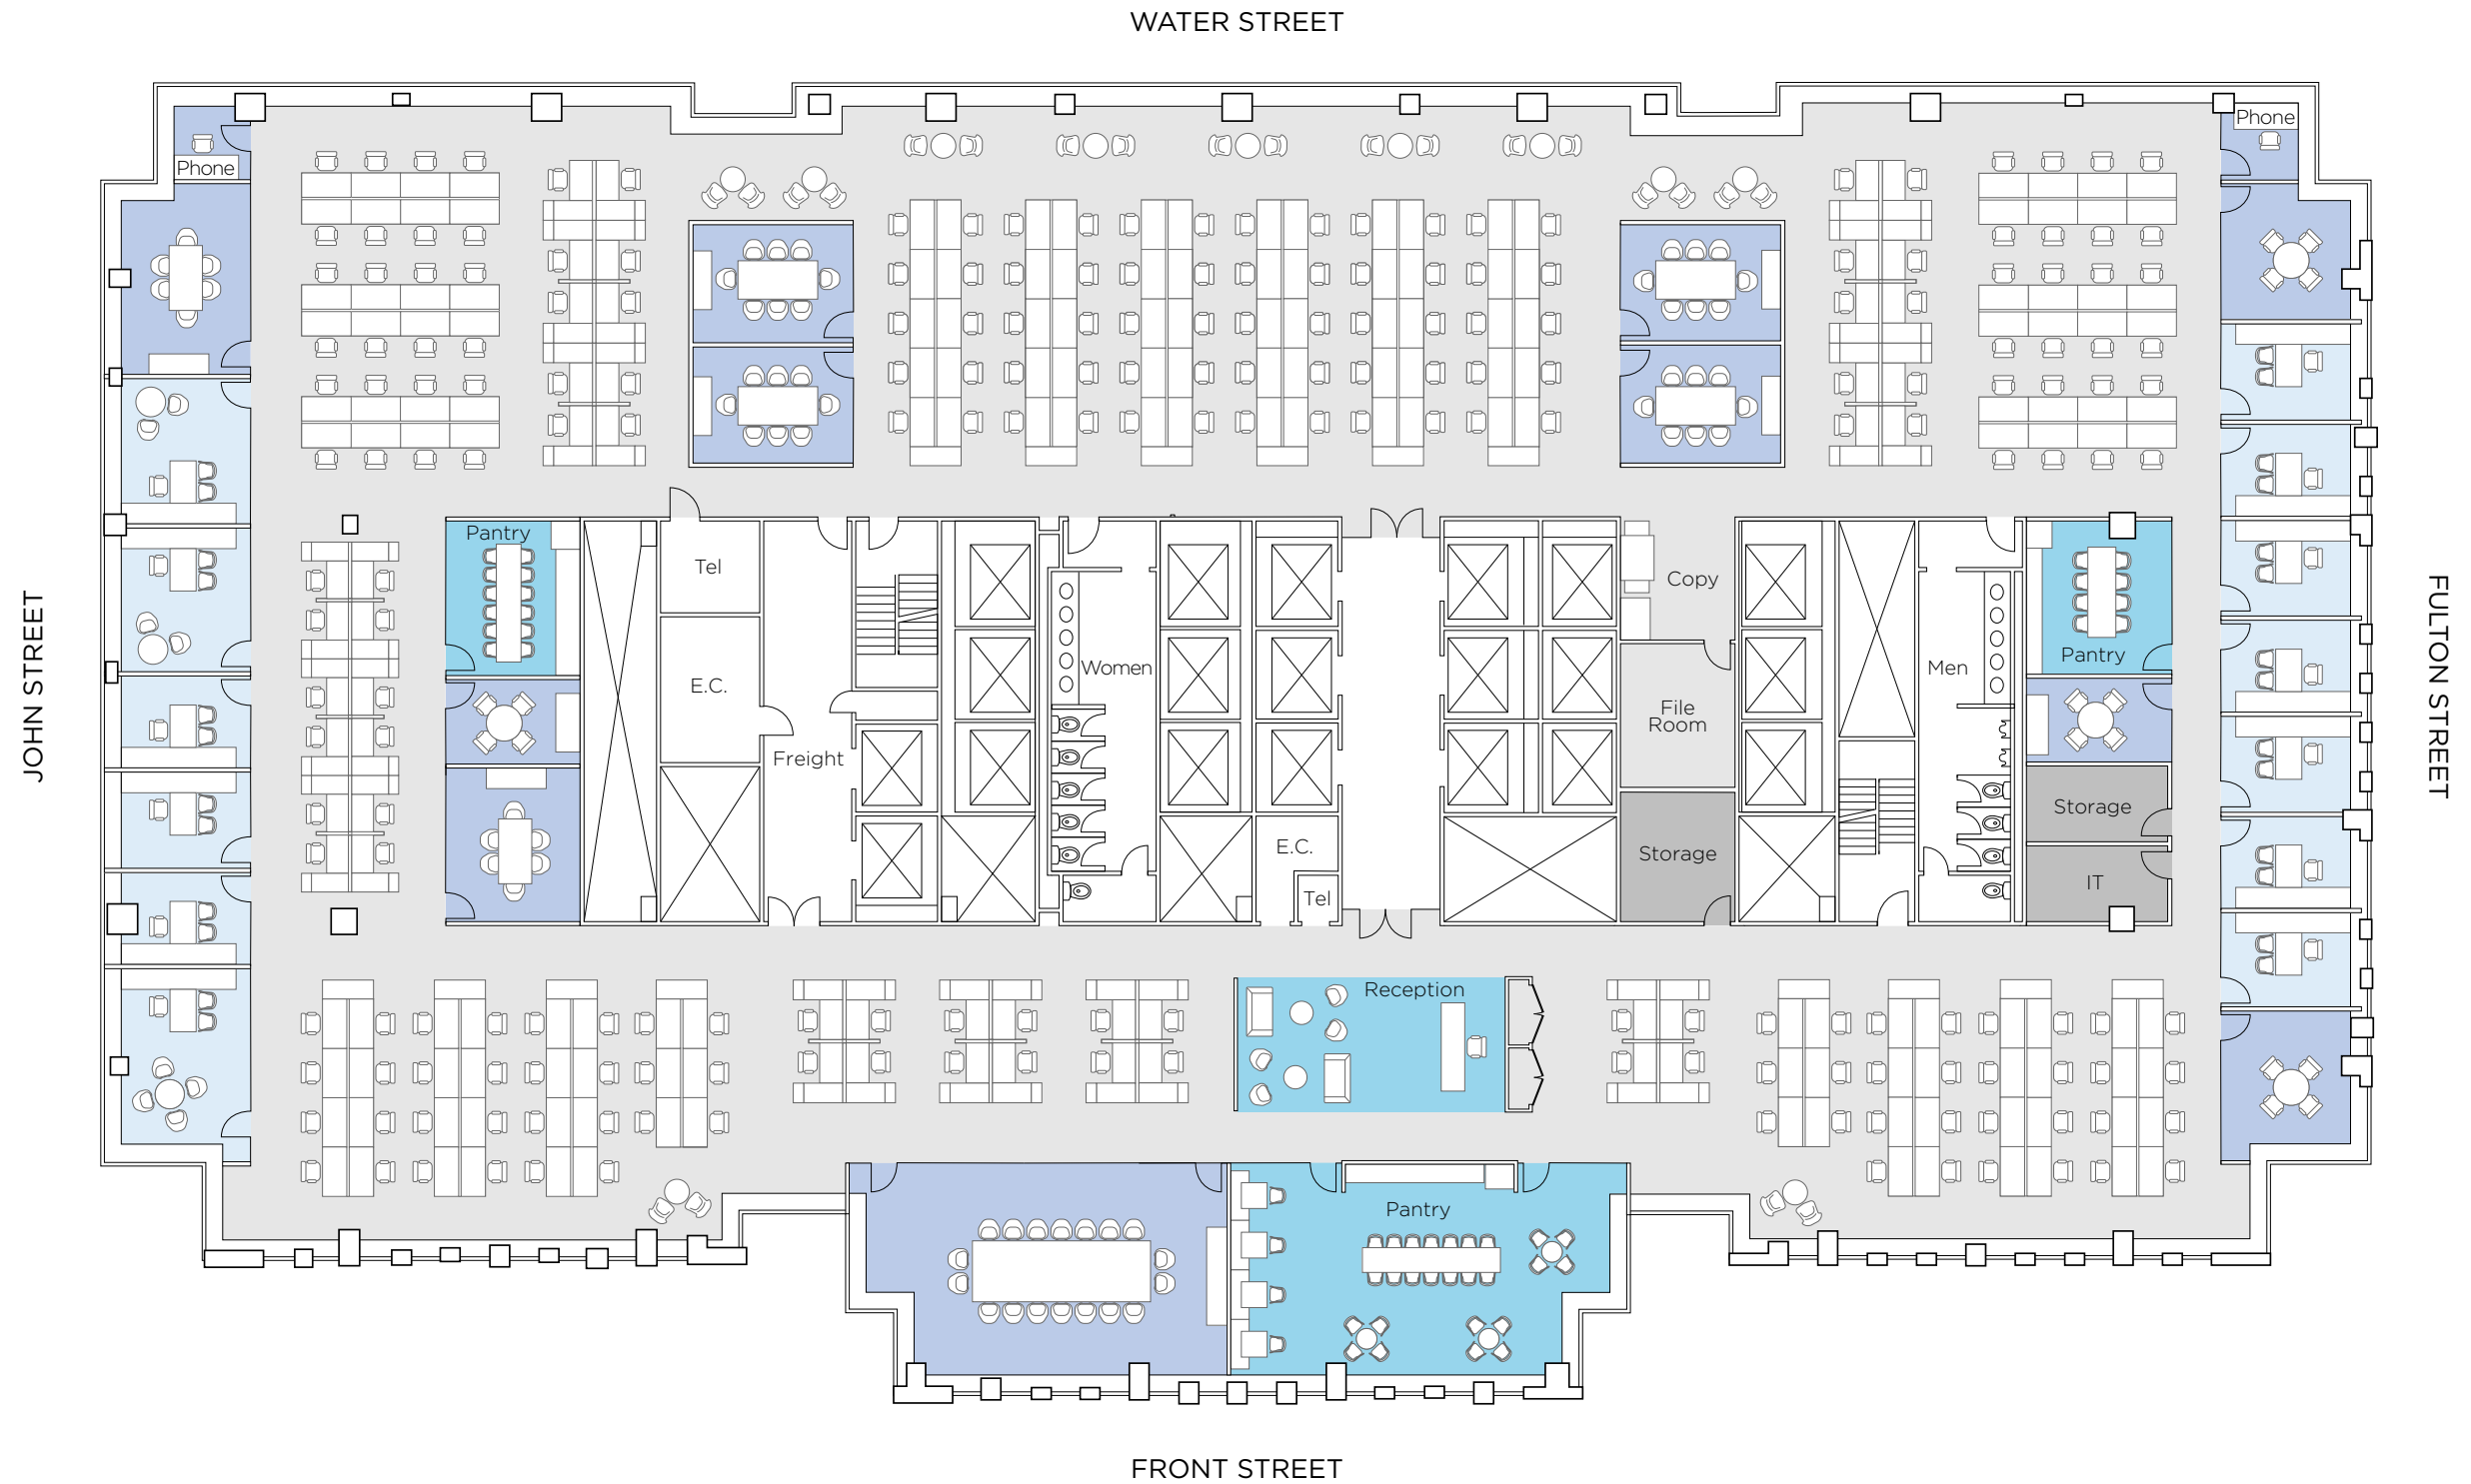 WATER STREET
Phone
Phone
Pantry
Tel
Copy
JOHN STREET
FULTON STREET
Women
Men
Pantry
E.C.
File
Room
Freight
Storage
E.C.
Storage
IT
Tel
Reception
Pantry
FRONT STREET